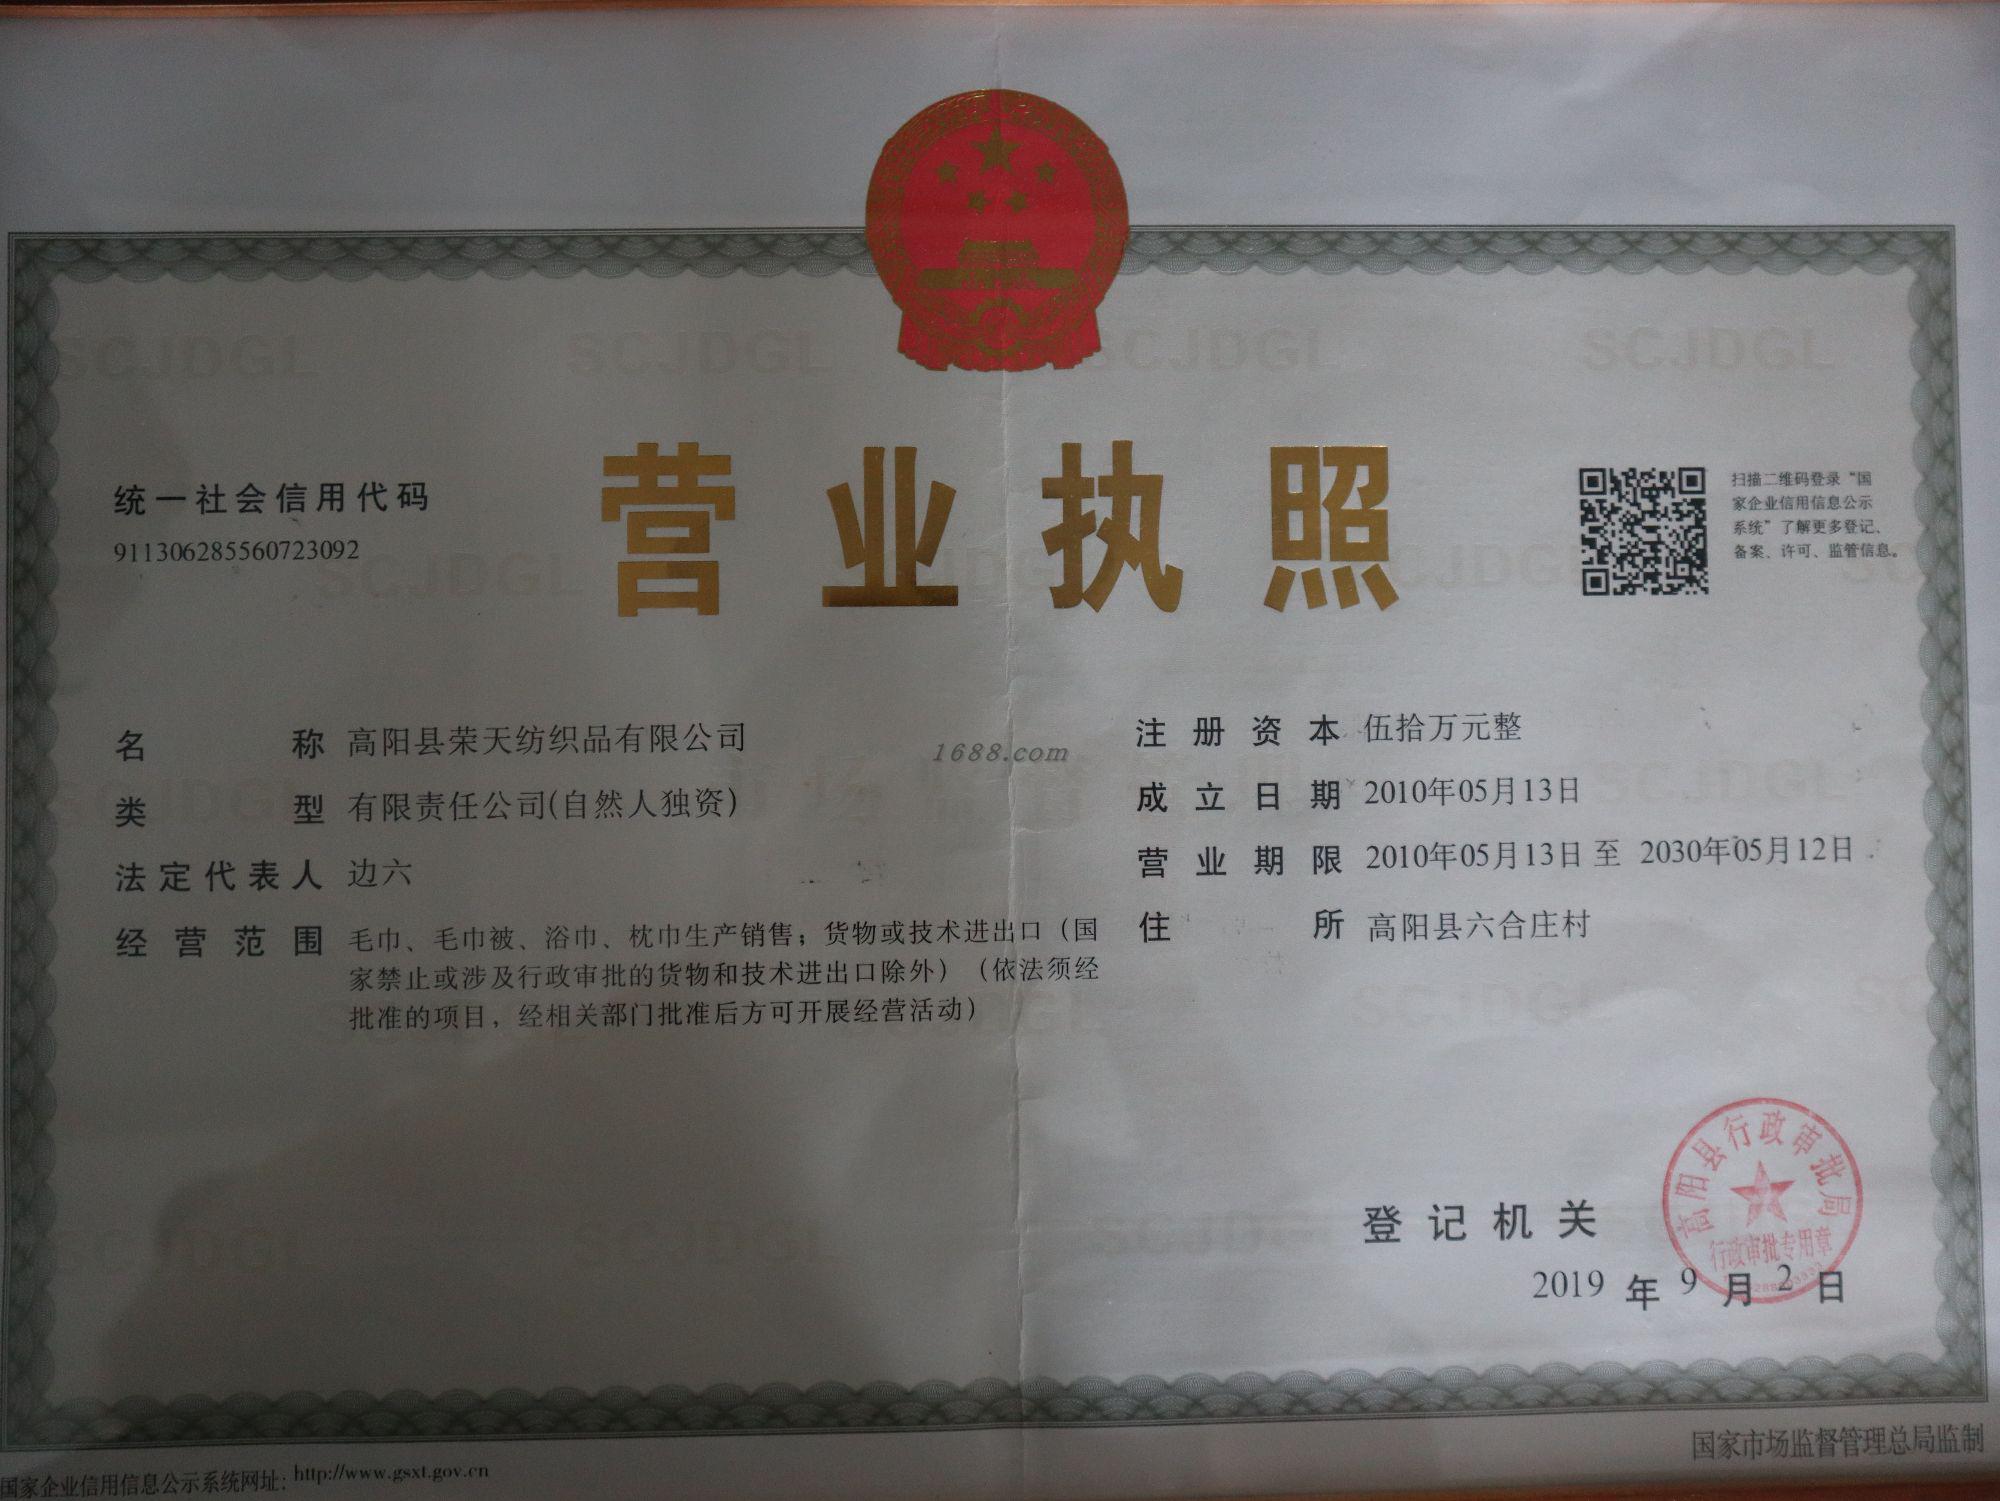 统一社会信用代码
911306285560723092
营业执照
扫描二维码登录“国
家企业信用信息公示
系统”了解更多登记、
备案、许可、监管信息。
名称 高阳县荣天纺织品有限公司
类型 有限责任公司(自然人独资)
法定代表人 边六
经营范围 毛巾、毛巾被、浴巾、枕巾生产销售；货物或技术进出口（国
家禁止或涉及行政审批的货物和技术进出口除外）（依法须经
批准的项目，经相关部门批准后方可开展经营活动）
1688.com
注册资本 伍拾万元整
成立日期 2010年05月13日
营业期限 2010年05月13日 至 2030年05月12日
住所 高阳县六合庄村
登记机关
高阳县行政审批局
行政审批专用章
2019 年 9 月 2 日
国家企业信用信息公示系统网址：http://www.gsxt.gov.cn
国家市场监督管理总局监制
SCJDGL